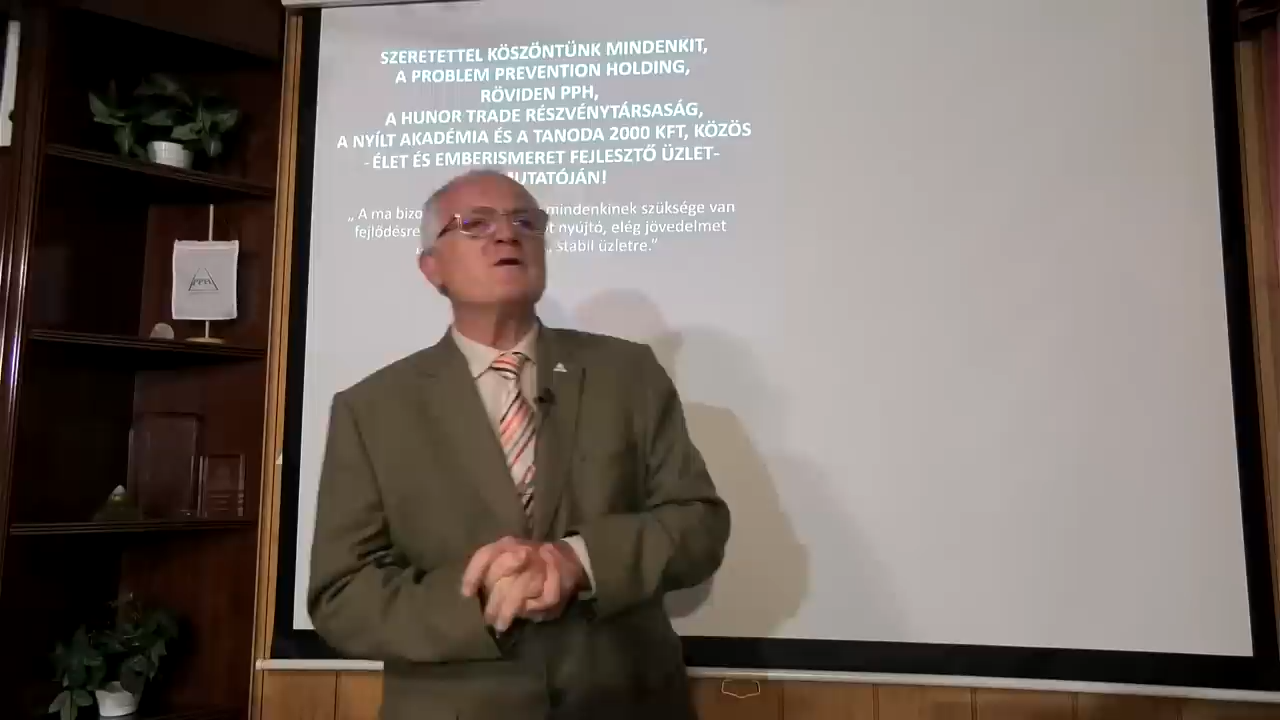 SZERETETTEL KÖSZÖNTÜNK MINDENKIT,
A PROBLEM PREVENTION HOLDING,
RÖVIDEN PPH,
A HUNOR TRADE RÉSZVÉNYTÁRSASÁG,
A NYÍLT AKADÉMIA ÉS A TANODA 2000 KFT, KÖZÖS
- ÉLET ÉS EMBERISMERET FEJLESZTŐ ÜZLET-
UTATÓJÁN!
„ A ma bizo mindenkinek szüksége van
fejlődésre t nyújtó, elég jövedelmet
, stabil üzletre.”
PPH